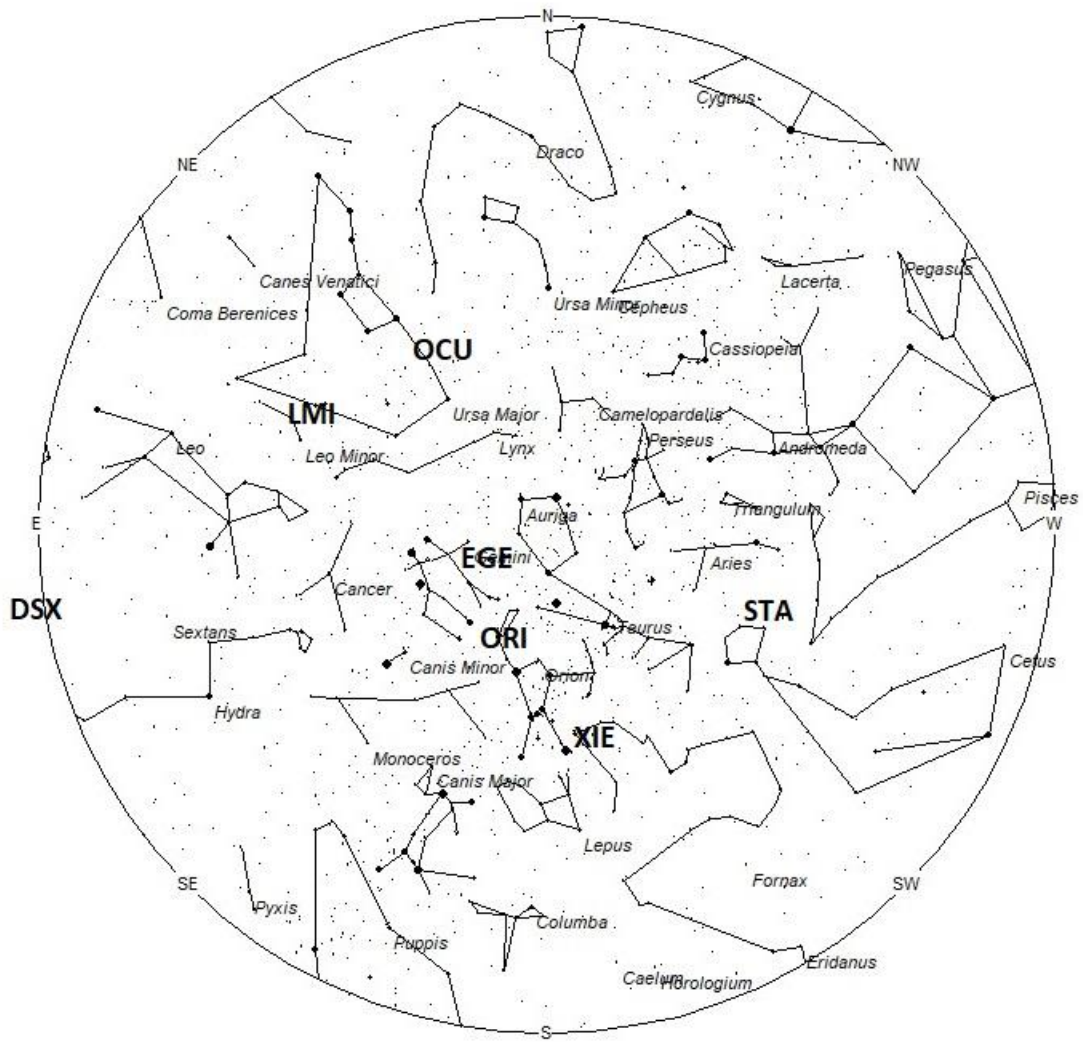 N
Cygnus
Draco
NE
NW
Canes Venatici
Lacerta
Pegasus
Coma Berenices
Ursa Minor
Cepheus
OCU
Cassiopeia
LMI
Ursa Major
Camelopardalis
Leo
Leo Minor
Lynx
Perseus
Andromeda
Pisces
E
Auriga
Triangulum
W
EGE
Gemini
Aries
Cancer
DSX
STA
Sextans
ORI
Taurus
Canis Minor
Orion
Cetus
Hydra
XIE
Monoceros
Canis Major
Lepus
SE
Fornax
SW
Pyxis
Puppis
Columba
Eridanus
Caelum
Horologium
S